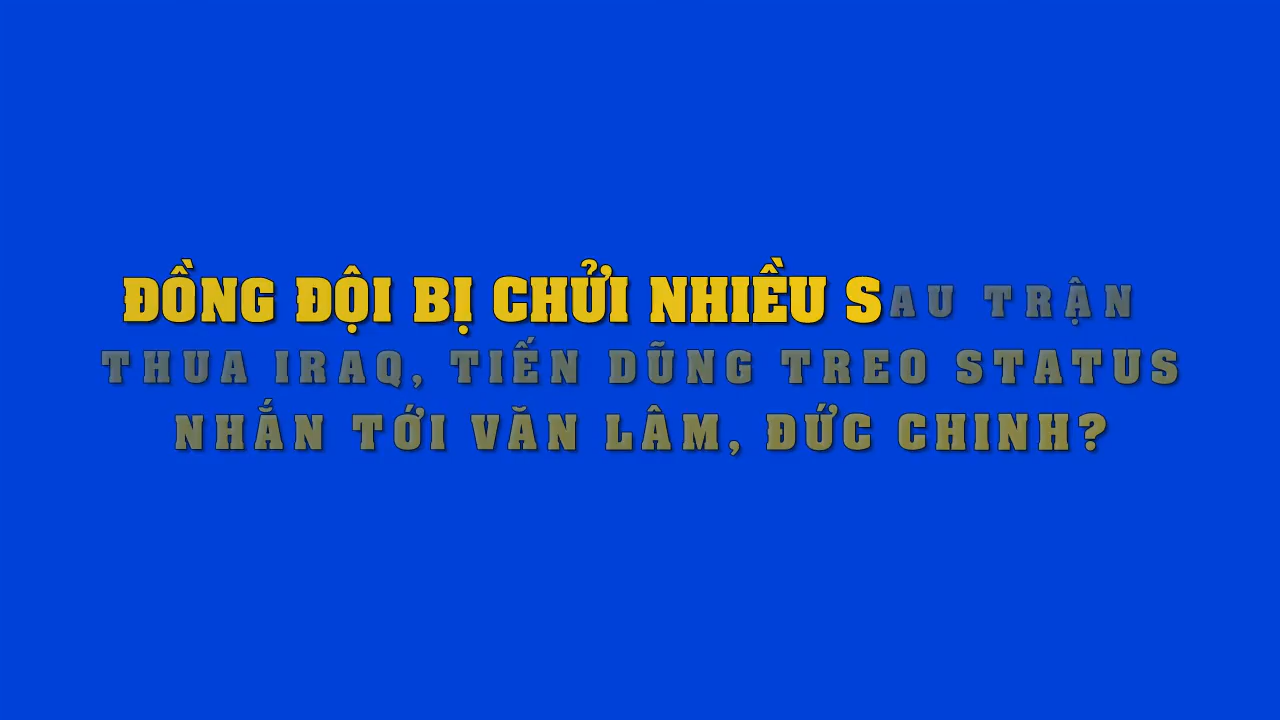 ĐỒNG ĐỘI BỊ CHỬI NHIỀU SAU TRẬN
THUA IRAQ, TIẾN DŨNG TREO STATUS
NHẮN TỚI VĂN LÂM, ĐỨC CHINH?